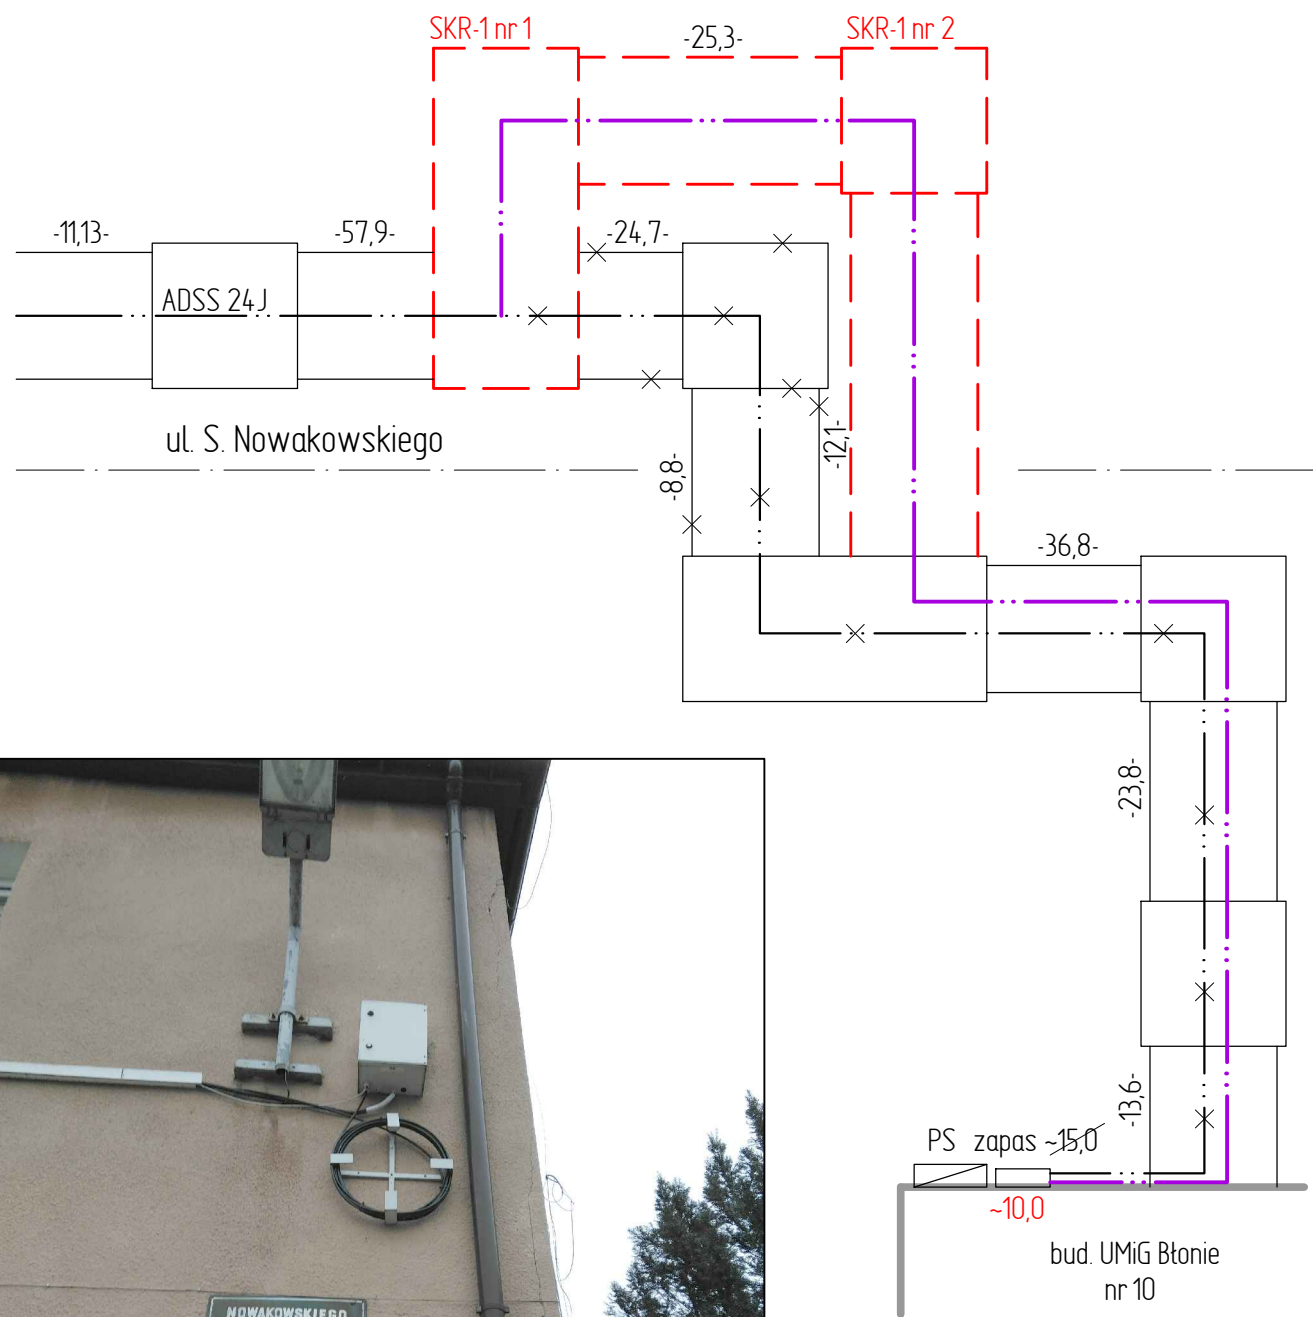 SKR-1 nr 1
-25,3-
SKR-1 nr 2
-11,13-
-57,9-
-24,7-
ADSS 24J
ul. S. Nowakowskiego
-8,8-
-12,1-
-36,8-
-23,8-
-13,6-
PS zapas ~15,0
~10,0
bud. UMiG Błonie
nr 10
NOWAKOWSKIEGO